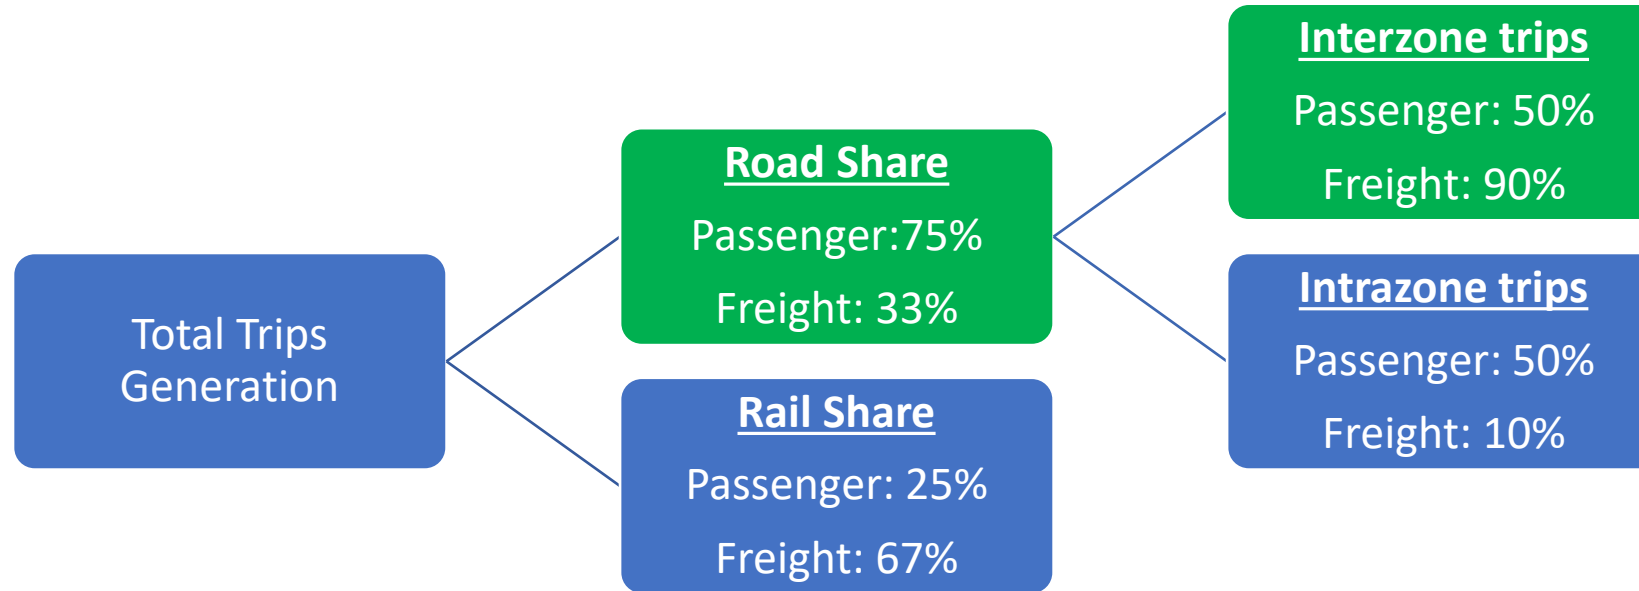 Total Trips
Generation
Road Share
Passenger:75%
Freight: 33%
Rail Share
Passenger: 25%
Freight: 67%
Interzone trips
Passenger: 50%
Freight: 90%
Intrazone trips
Passenger: 50%
Freight: 10%